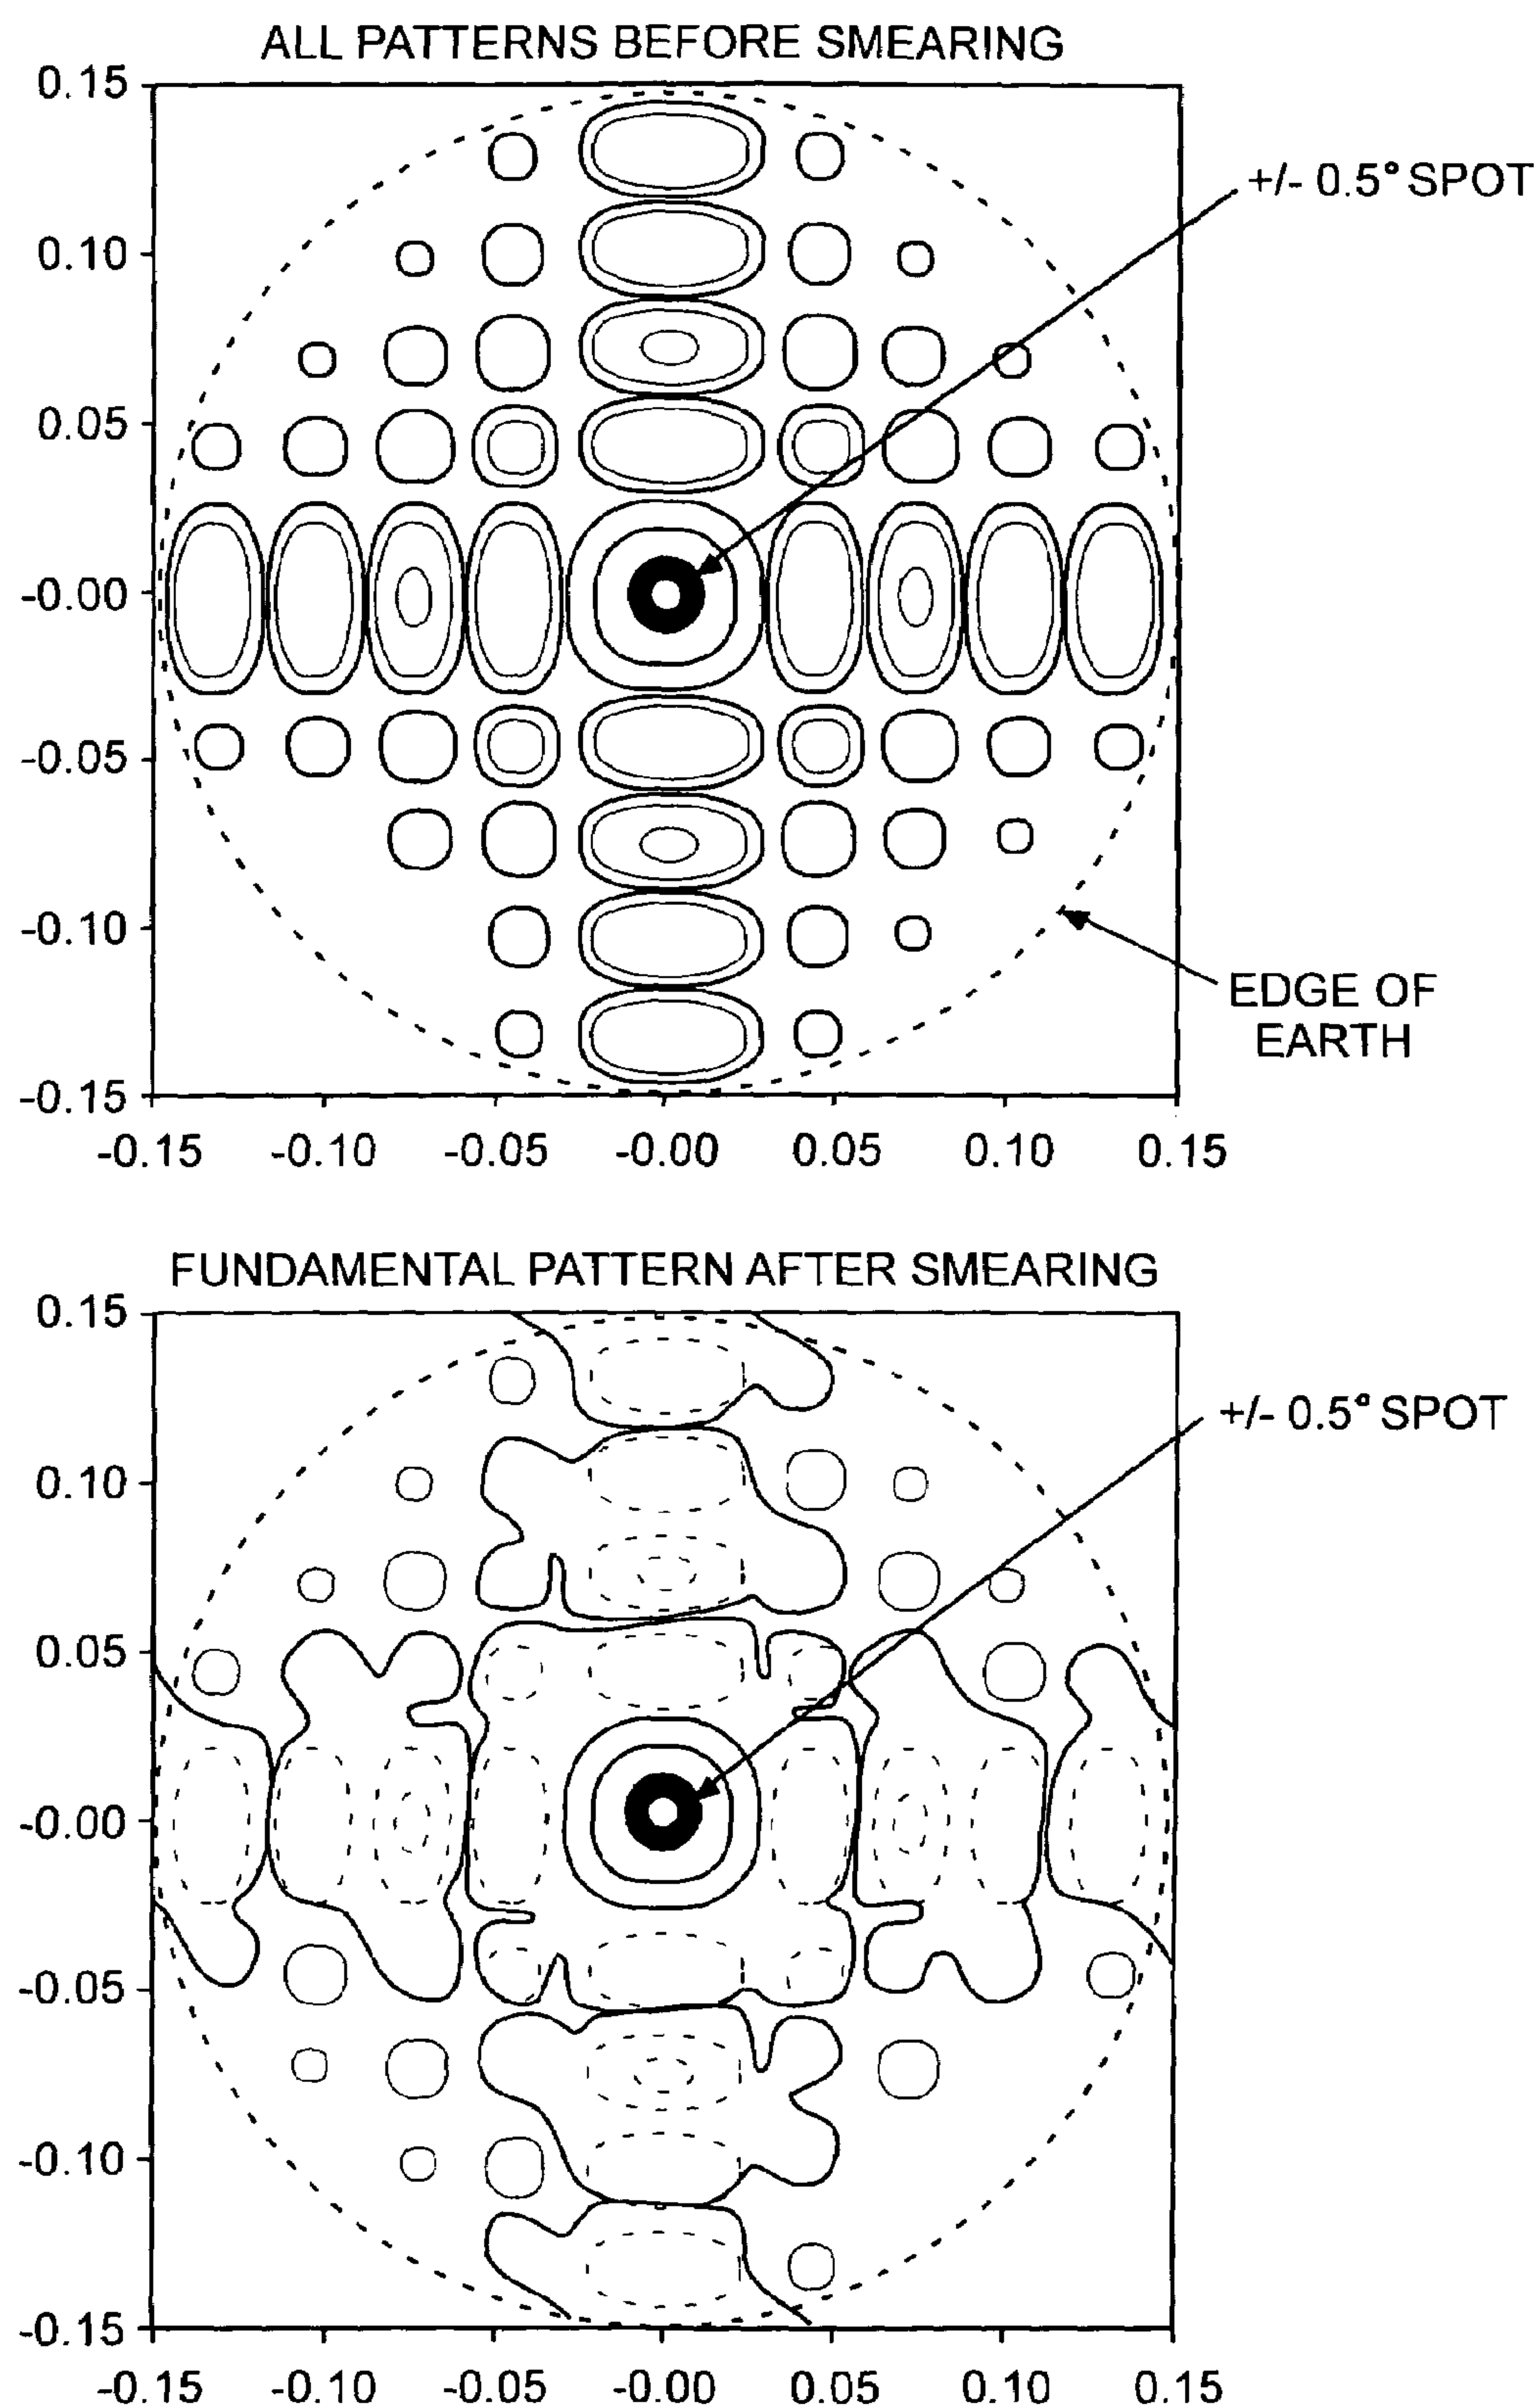 ALL PATTERNS BEFORE SMEARING
0.15
+/- 0.5° SPOT
0.10
0.05
-0.00
-0.05
-0.10
EDGE OF
EARTH
-0.15
-0.15 -0.10 -0.05 -0.00 0.05 0.10 0.15
FUNDAMENTAL PATTERN AFTER SMEARING
0.15
+/- 0.5° SPOT
0.10
0.05
-0.00
-0.05
-0.10
-0.15
-0.15 -0.10 -0.05 -0.00 0.05 0.10 0.15